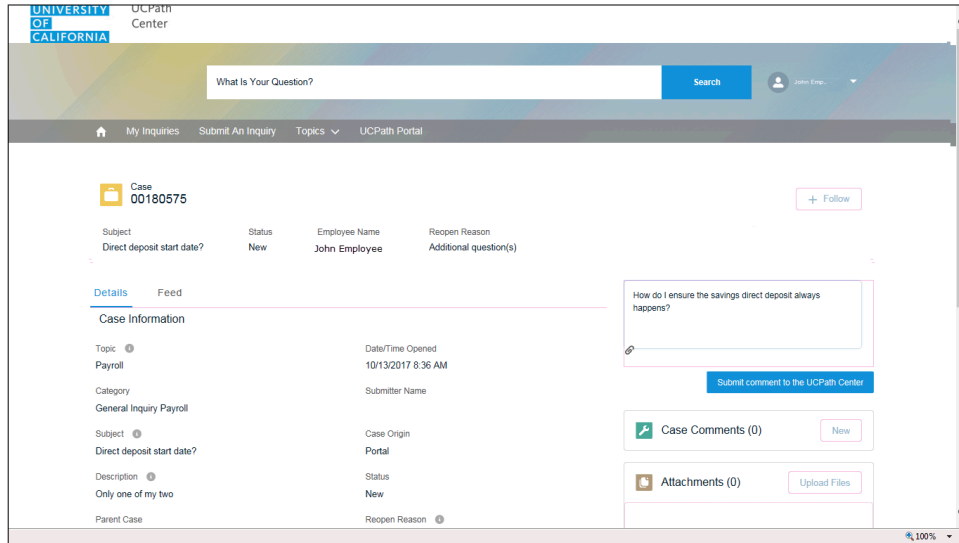 UNIVERSITY
OF
CALIFORNIA
UCPath
Center
What Is Your Question?
Search
John Emp..
My Inquiries Submit An Inquiry Topics UCPath Portal
Case
00180575
+ Follow
Subject Status Employee Name Reopen Reason
Direct deposit start date? New John Employee Additional question(s)
Details Feed
Case Information
Topic Date/Time Opened
Payroll 10/13/2017 8:36 AM
Category Submitter Name
General Inquiry Payroll
Subject Case Origin
Direct deposit start date? Portal
Description Status
Only one of my two New
Parent Case Reopen Reason
How do I ensure the savings direct deposit always
happens?
Submit comment to the UCPath Center
Case Comments (0) New
Attachments (0) Upload Files
100%